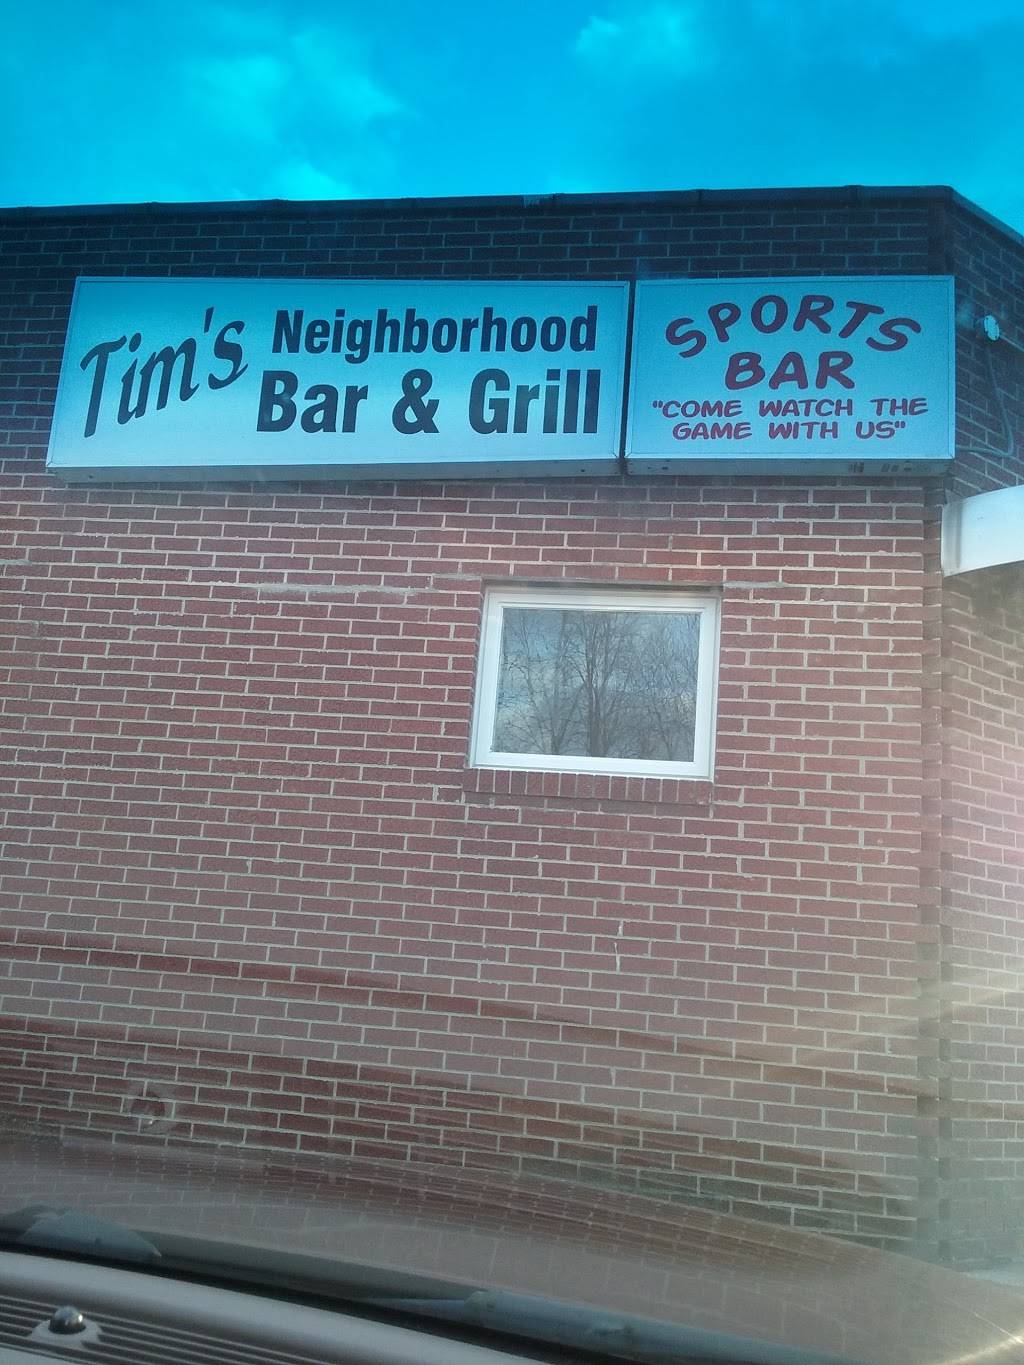 Tim's Neighborhood
Bar & Grill
SPORTS
BAR
"COME WATCH THE
GAME WITH US"